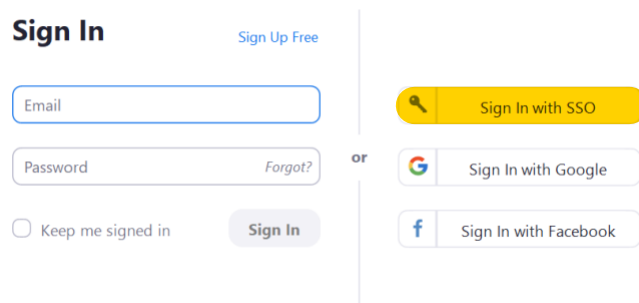 Sign In
Sign Up Free
Email
Password Forgot?
Keep me signed in
Sign In
or
Sign In with SSO
G Sign In with Google
f Sign In with Facebook